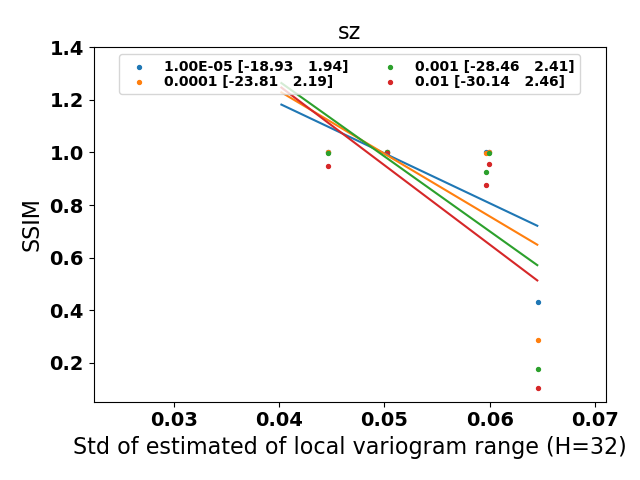 sz
1.00E-05 [-18.93 1.94]
0.0001 [-23.81 2.19]
0.001 [-28.46 2.41]
0.01 [-30.14 2.46]
1.4
1.2
1.0
0.8
0.6
0.4
0.2
SSIM
0.03 0.04 0.05 0.06 0.07
Std of estimated of local variogram range (H=32)